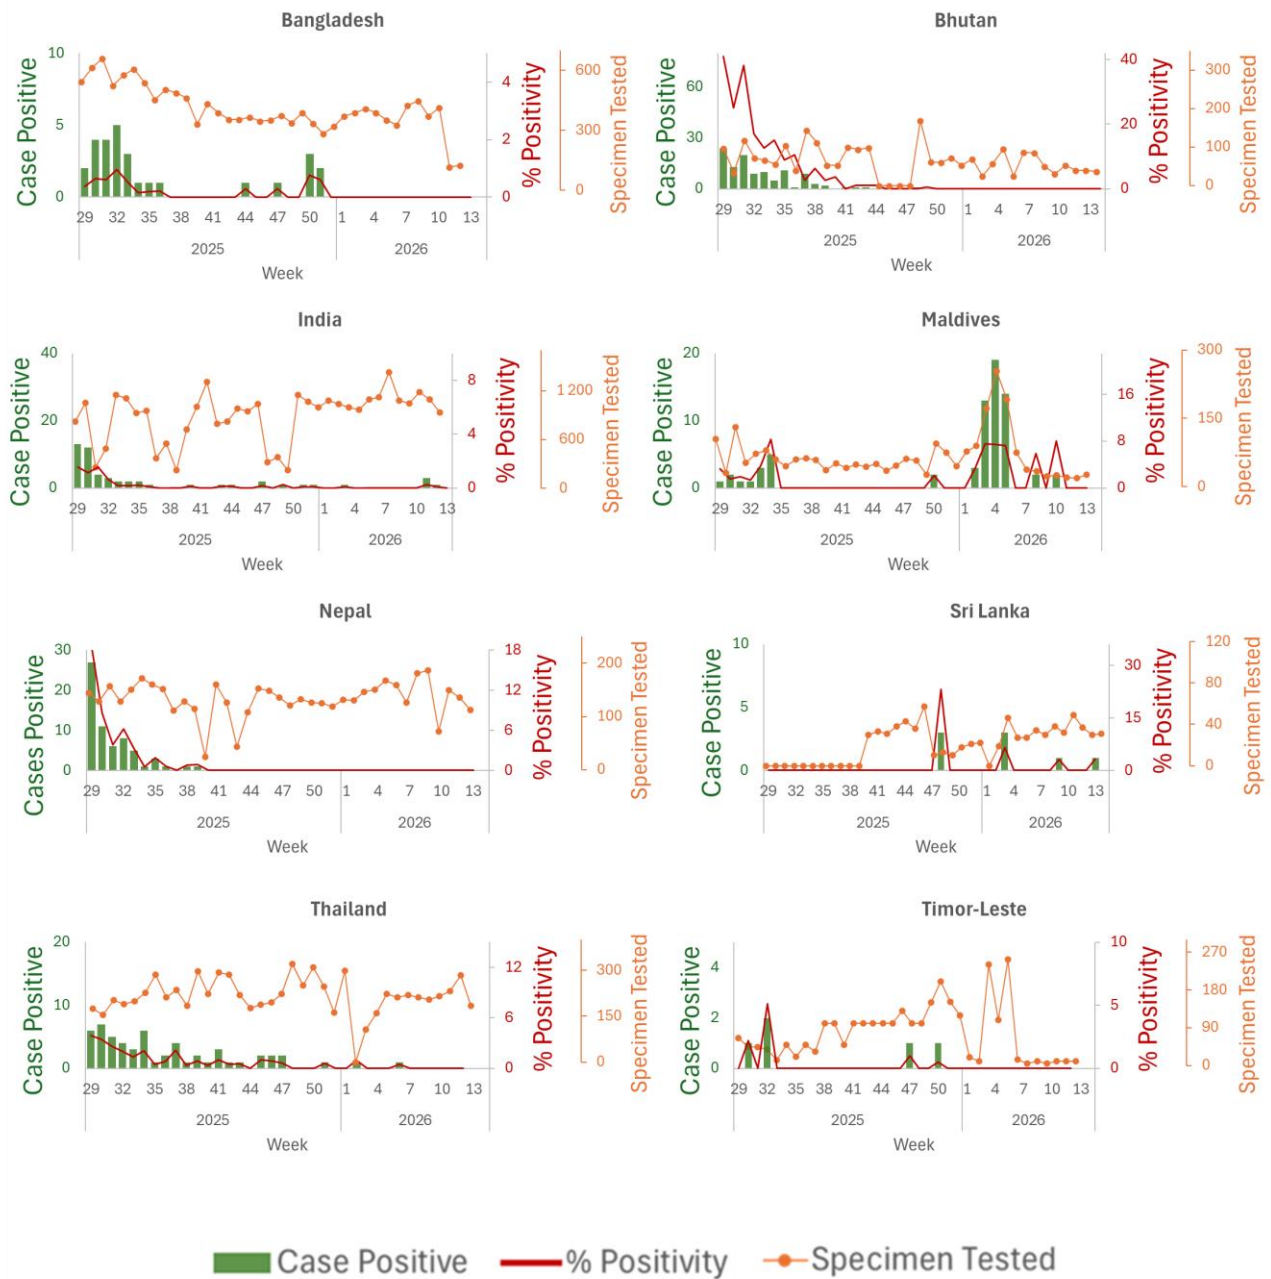 Bangladesh
Case Positive
10
5
0
4
2
0
% Positivity
600
300
0
Specimen Tested
29 32 35 38 41 44 47 50 1 4 7 10 13
2025 2026
Week
Bhutan
Case Positive
60
30
0
40
20
0
% Positivity
300
200
100
0
Specimen Tested
29 32 35 38 41 44 47 50 1 4 7 10 13
2025 2026
Week
India
Case Positive
40
20
0
8
4
0
% Positivity
1200
600
0
Specimen Tested
29 32 35 38 41 44 47 50 1 4 7 10 13
2025 2026
Week
Maldives
Case Positive
20
10
0
16
8
0
% Positivity
300
150
0
Specimen Tested
29 32 35 38 41 44 47 50 1 4 7 10 13
2025 2026
Week
Nepal
Cases Positive
30
20
10
0
18
12
6
0
% Positivity
200
100
0
Specimen Tested
29 32 35 38 41 44 47 50 1 4 7 10 13
2025 2026
Week
Sri Lanka
Case Positive
10
5
0
30
15
0
% Positivity
120
80
40
0
Specimen Tested
29 32 35 38 41 44 47 50 1 4 7 10 13
2025 2026
Week
Thailand
Case Positive
20
10
0
12
6
0
% Positivity
300
150
0
Specimen Tested
29 32 35 38 41 44 47 50 1 4 7 10 13
2025 2026
Week
Timor-Leste
Case Positive
4
2
0
10
5
0
% Positivity
270
180
90
0
Specimen Tested
29 32 35 38 41 44 47 50 1 4 7 10 13
2025 2026
Week
Case Positive % Positivity Specimen Tested